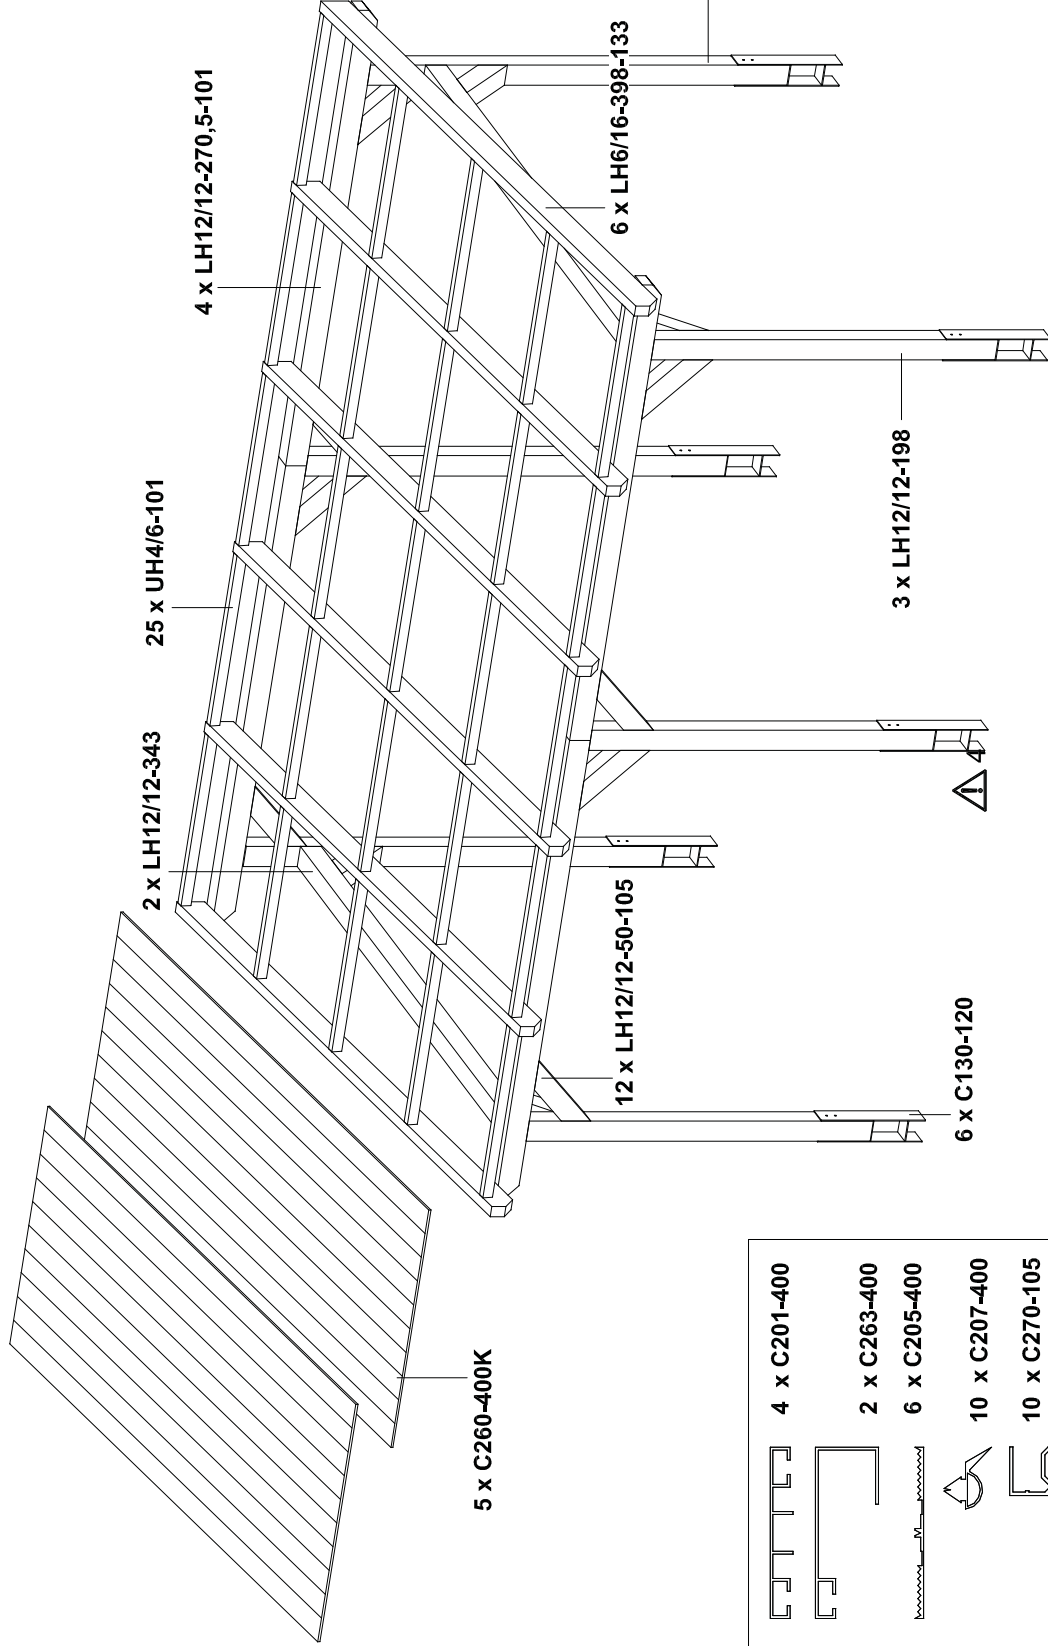 4 x LH12/12-270,5-101
6 x LH6/16-398-133
25 x UH4/6-101
3 x LH12/12-198
2 x LH12/12-343
4
12 x LH12/12-50-105
6 x C130-120
5 x C260-400K
4 x C201-400
2 x C263-400
6 x C205-400
10 x C207-400
10 x C270-105